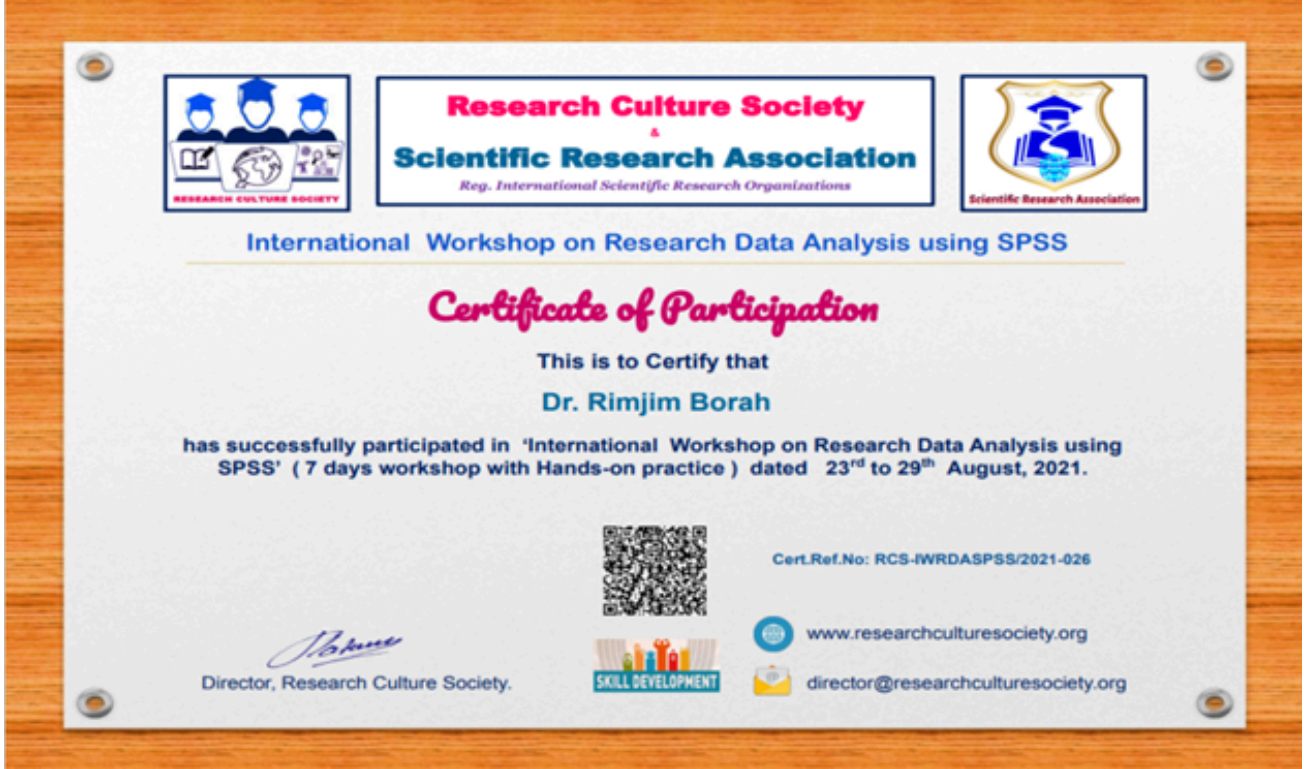 RESEARCH CULTURE SOCIETY
Research Culture Society
&
Scientific Research Association
Reg. International Scientific Research Organizations
Scientific Research Association
International Workshop on Research Data Analysis using SPSS
Certificate of Participation
This is to Certify that
Dr. Rimjim Borah
has successfully participated in 'International Workshop on Research Data Analysis using
SPSS' ( 7 days workshop with Hands-on practice ) dated 23rd to 29th August, 2021.
Cert.Ref.No: RCS-IWRDASPSS/2021-026
www.researchculturesociety.org
Director, Research Culture Society.
SKILL DEVELOPMENT
director@researchculturesociety.org